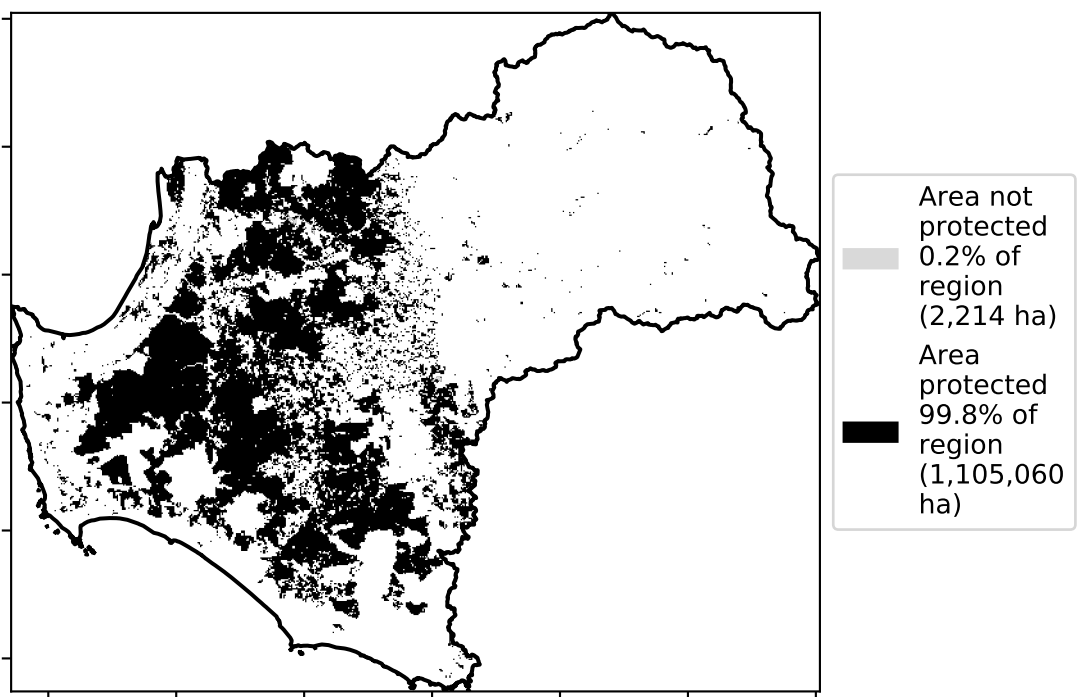 Area not
protected
0.2% of
region
(2,214 ha)
Area
protected
99.8% of
region
(1,105,060
ha)